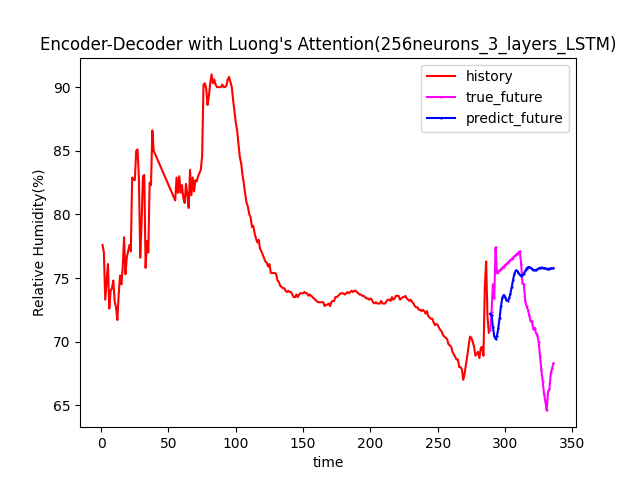 Encoder-Decoder with Luong's Attention(256neurons_3_layers_LSTM)
history
true_future
predict_future
Relative Humidity(%)
90
85
80
75
70
65
0 50 100 150 200 250 300 350
time